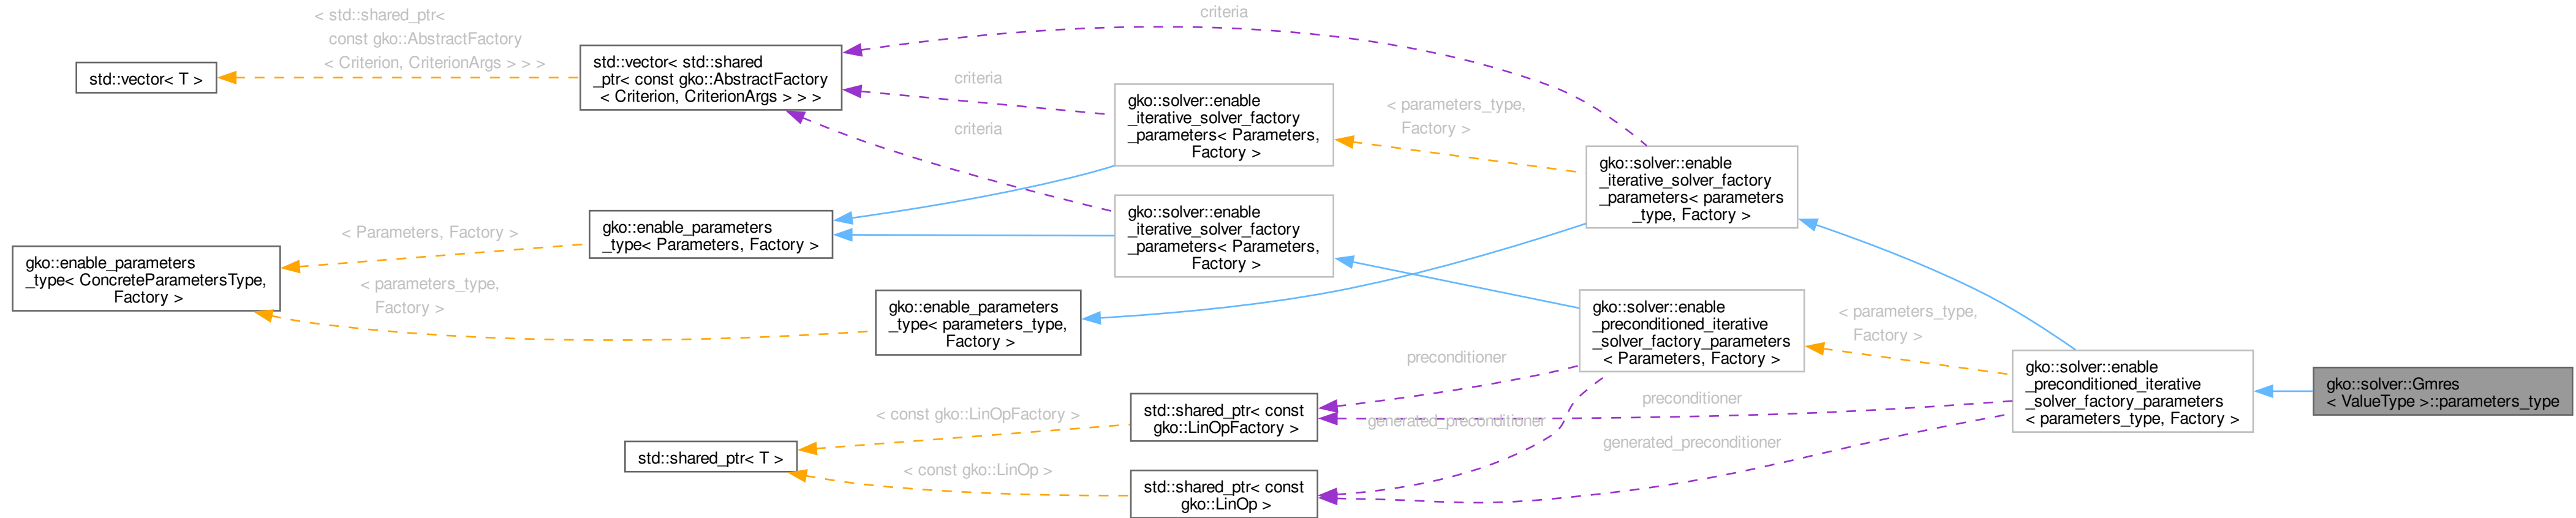 < std::shared_ptr<
const gko::AbstractFactory
< Criterion, CriterionArgs > > >
std::vector< T >
std::vector< std::shared
_ptr< const gko::AbstractFactory
< Criterion, CriterionArgs > > >
criteria
criteria
criteria
gko::solver::enable
_iterative_solver_factory
_parameters< Parameters,
Factory >
< parameters_type,
Factory >
gko::solver::enable
_iterative_solver_factory
_parameters< parameters
_type, Factory >
gko::solver::enable
_iterative_solver_factory
_parameters< Parameters,
Factory >
gko::enable_parameters
_type< Parameters, Factory >
< Parameters, Factory >
gko::enable_parameters
_type< ConcreteParametersType,
Factory >
< parameters_type,
Factory >
gko::enable_parameters
_type< parameters_type,
Factory >
gko::solver::enable
_preconditioned_iterative
_solver_factory_parameters
< Parameters, Factory >
< parameters_type,
Factory >
gko::solver::enable
_preconditioned_iterative
_solver_factory_parameters
< parameters_type, Factory >
gko::solver::Gmres
< ValueType >::parameters_type
preconditioner
preconditioner
generated_preconditioner
generated_preconditioner
std::shared_ptr< const
gko::LinOpFactory >
< const gko::LinOpFactory >
std::shared_ptr< T >
< const gko::LinOp >
std::shared_ptr< const
gko::LinOp >